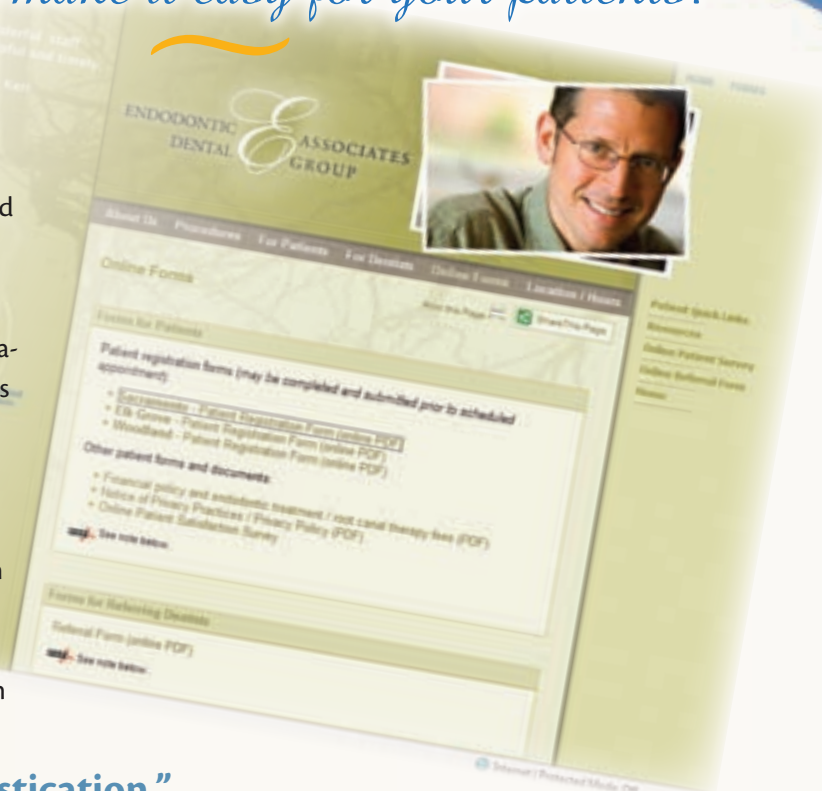 make it easy for your patients!
ENDODONTIC ASSOCIATES
DENTAL GROUP
About Us Procedures For Patients For Dentists Online Forms Location / Hours
Online Forms
Print this Page ShareThis Page
Forms for Patients
Patient registration forms (may be completed and submitted prior to scheduled
appointment):
Sacramento - Patient Registration Form (online PDF)
Elk Grove - Patient Registration Form (online PDF)
Woodland - Patient Registration Form (online PDF)
Other patient forms and documents:
Financial policy and endodontic treatment / root canal therapy fees (PDF)
Notice of Privacy Practices / Privacy Policy (PDF)
Online Patient Satisfaction Survey
See note below.
Forms for Referring Dentists
Referral Form (online PDF)
See note below.
Patient Quick Links
Resources
Online Patient Survey
Online Referral Form
Home
Internet | Protected Mode: Off
d
a-
s
n
stication.”